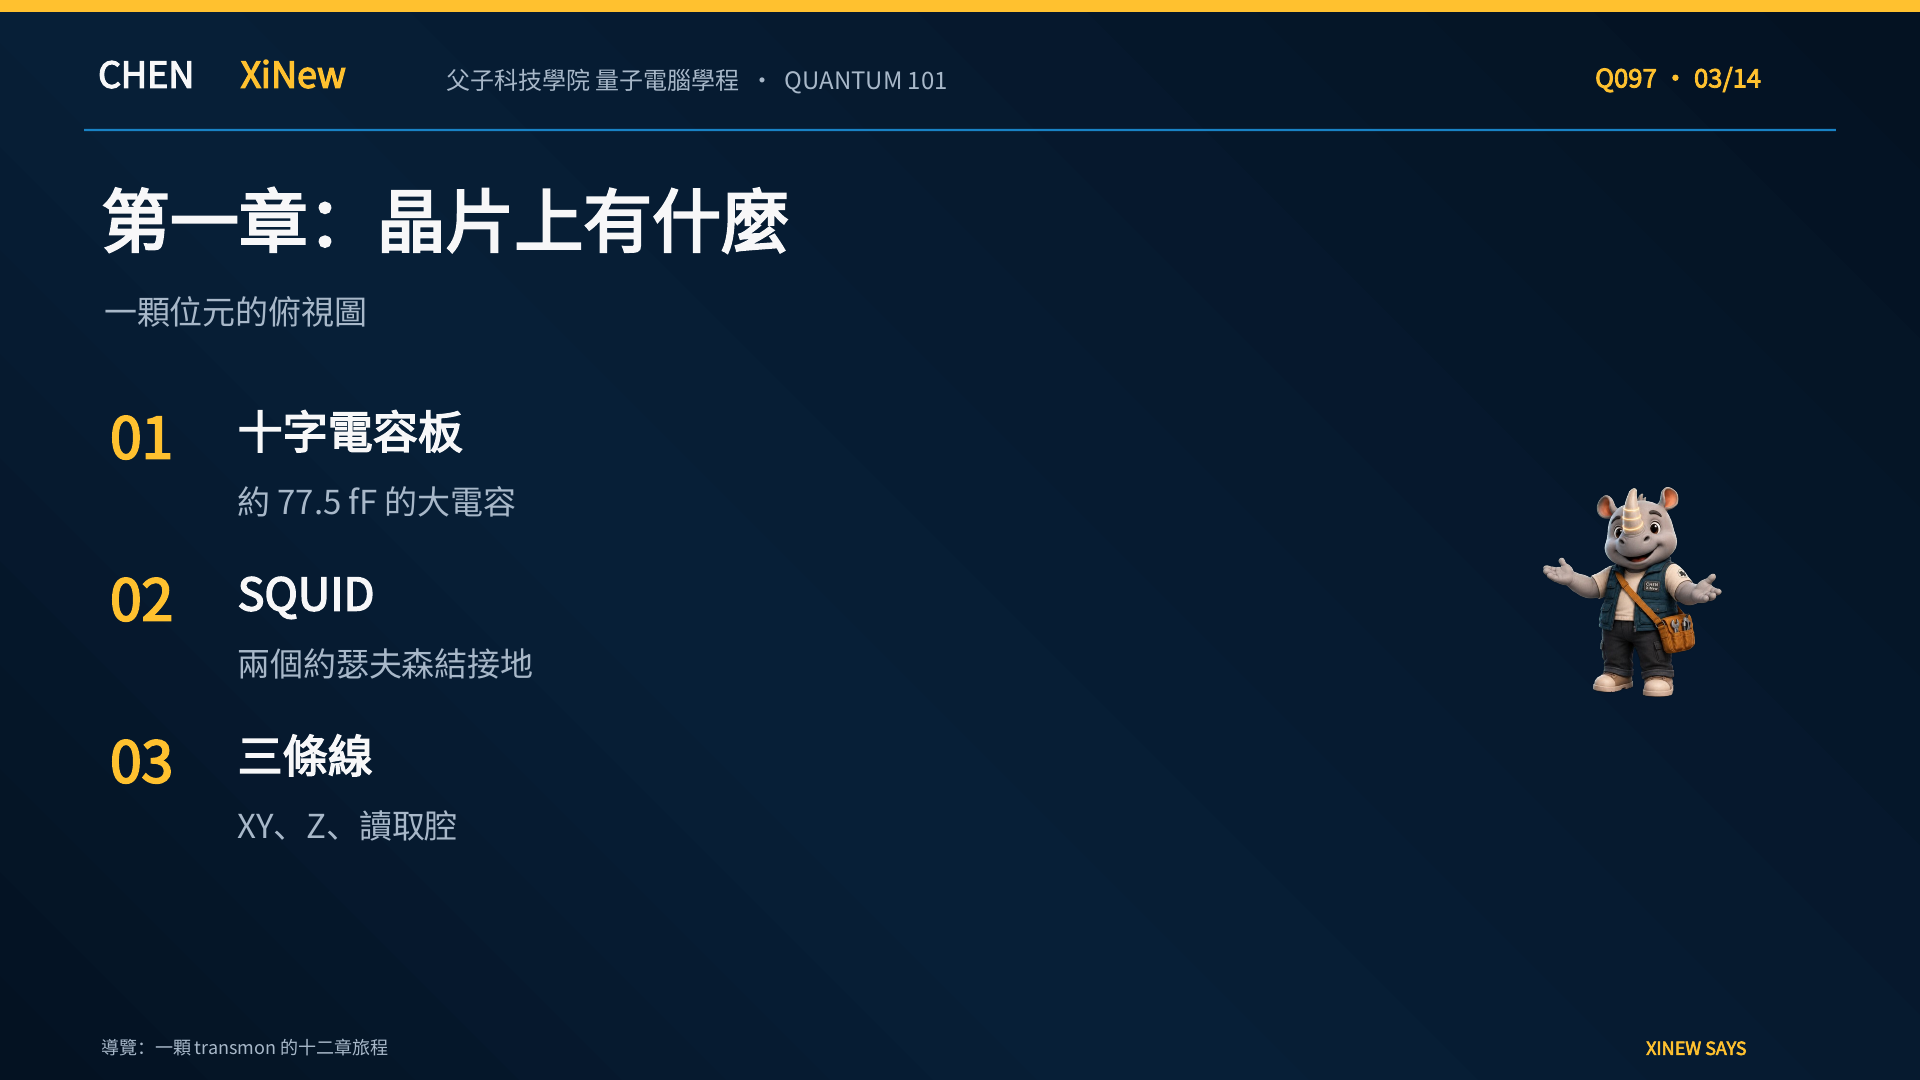 CHEN XiNew 父子科技學院 量子電腦學程 · QUANTUM 101 Q097 · 03/14
第一章：晶片上有什麼
一顆位元的俯視圖
01 十字電容板
約 77.5 fF 的大電容
02 SQUID
兩個約瑟夫森結接地
03 三條線
XY、Z、讀取腔
導覽：一顆 transmon 的十二章旅程 XINEW SAYS